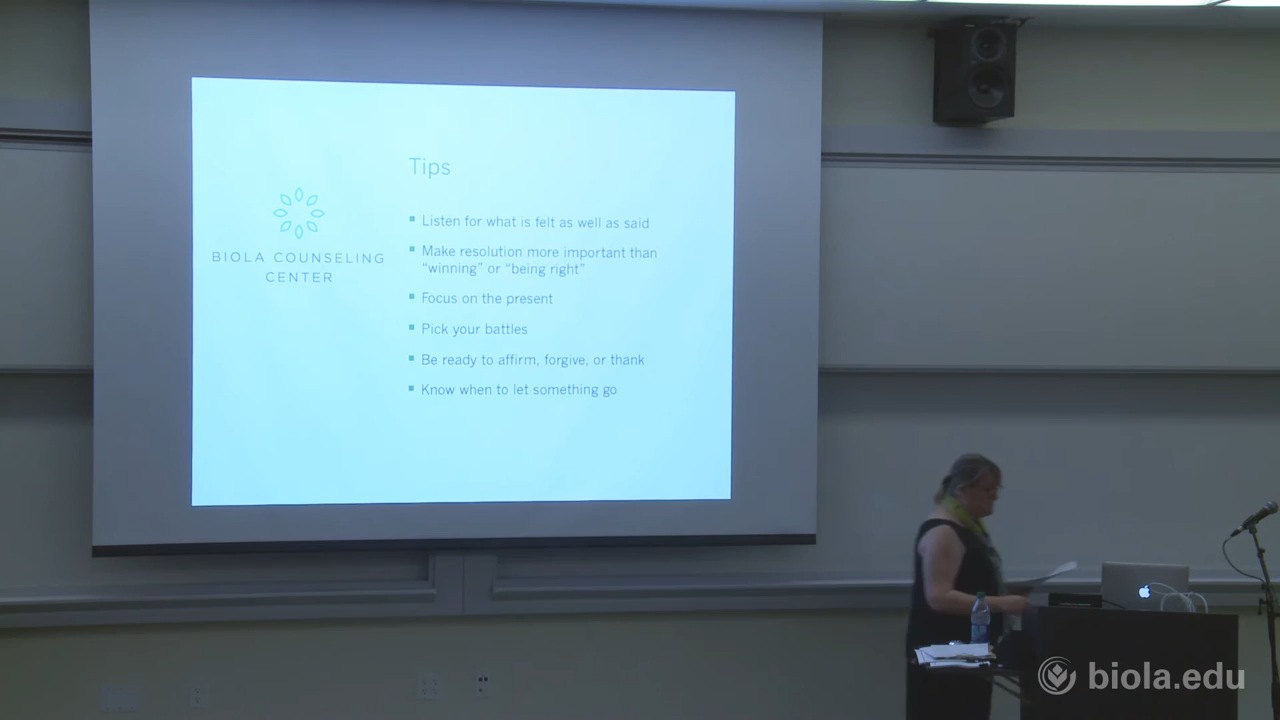 Tips
BIOLA COUNSELING
CENTER
Listen for what is felt as well as said
Make resolution more important than
“winning” or “being right”
Focus on the present
Pick your battles
Be ready to affirm, forgive, or thank
Know when to let something go
biola.edu